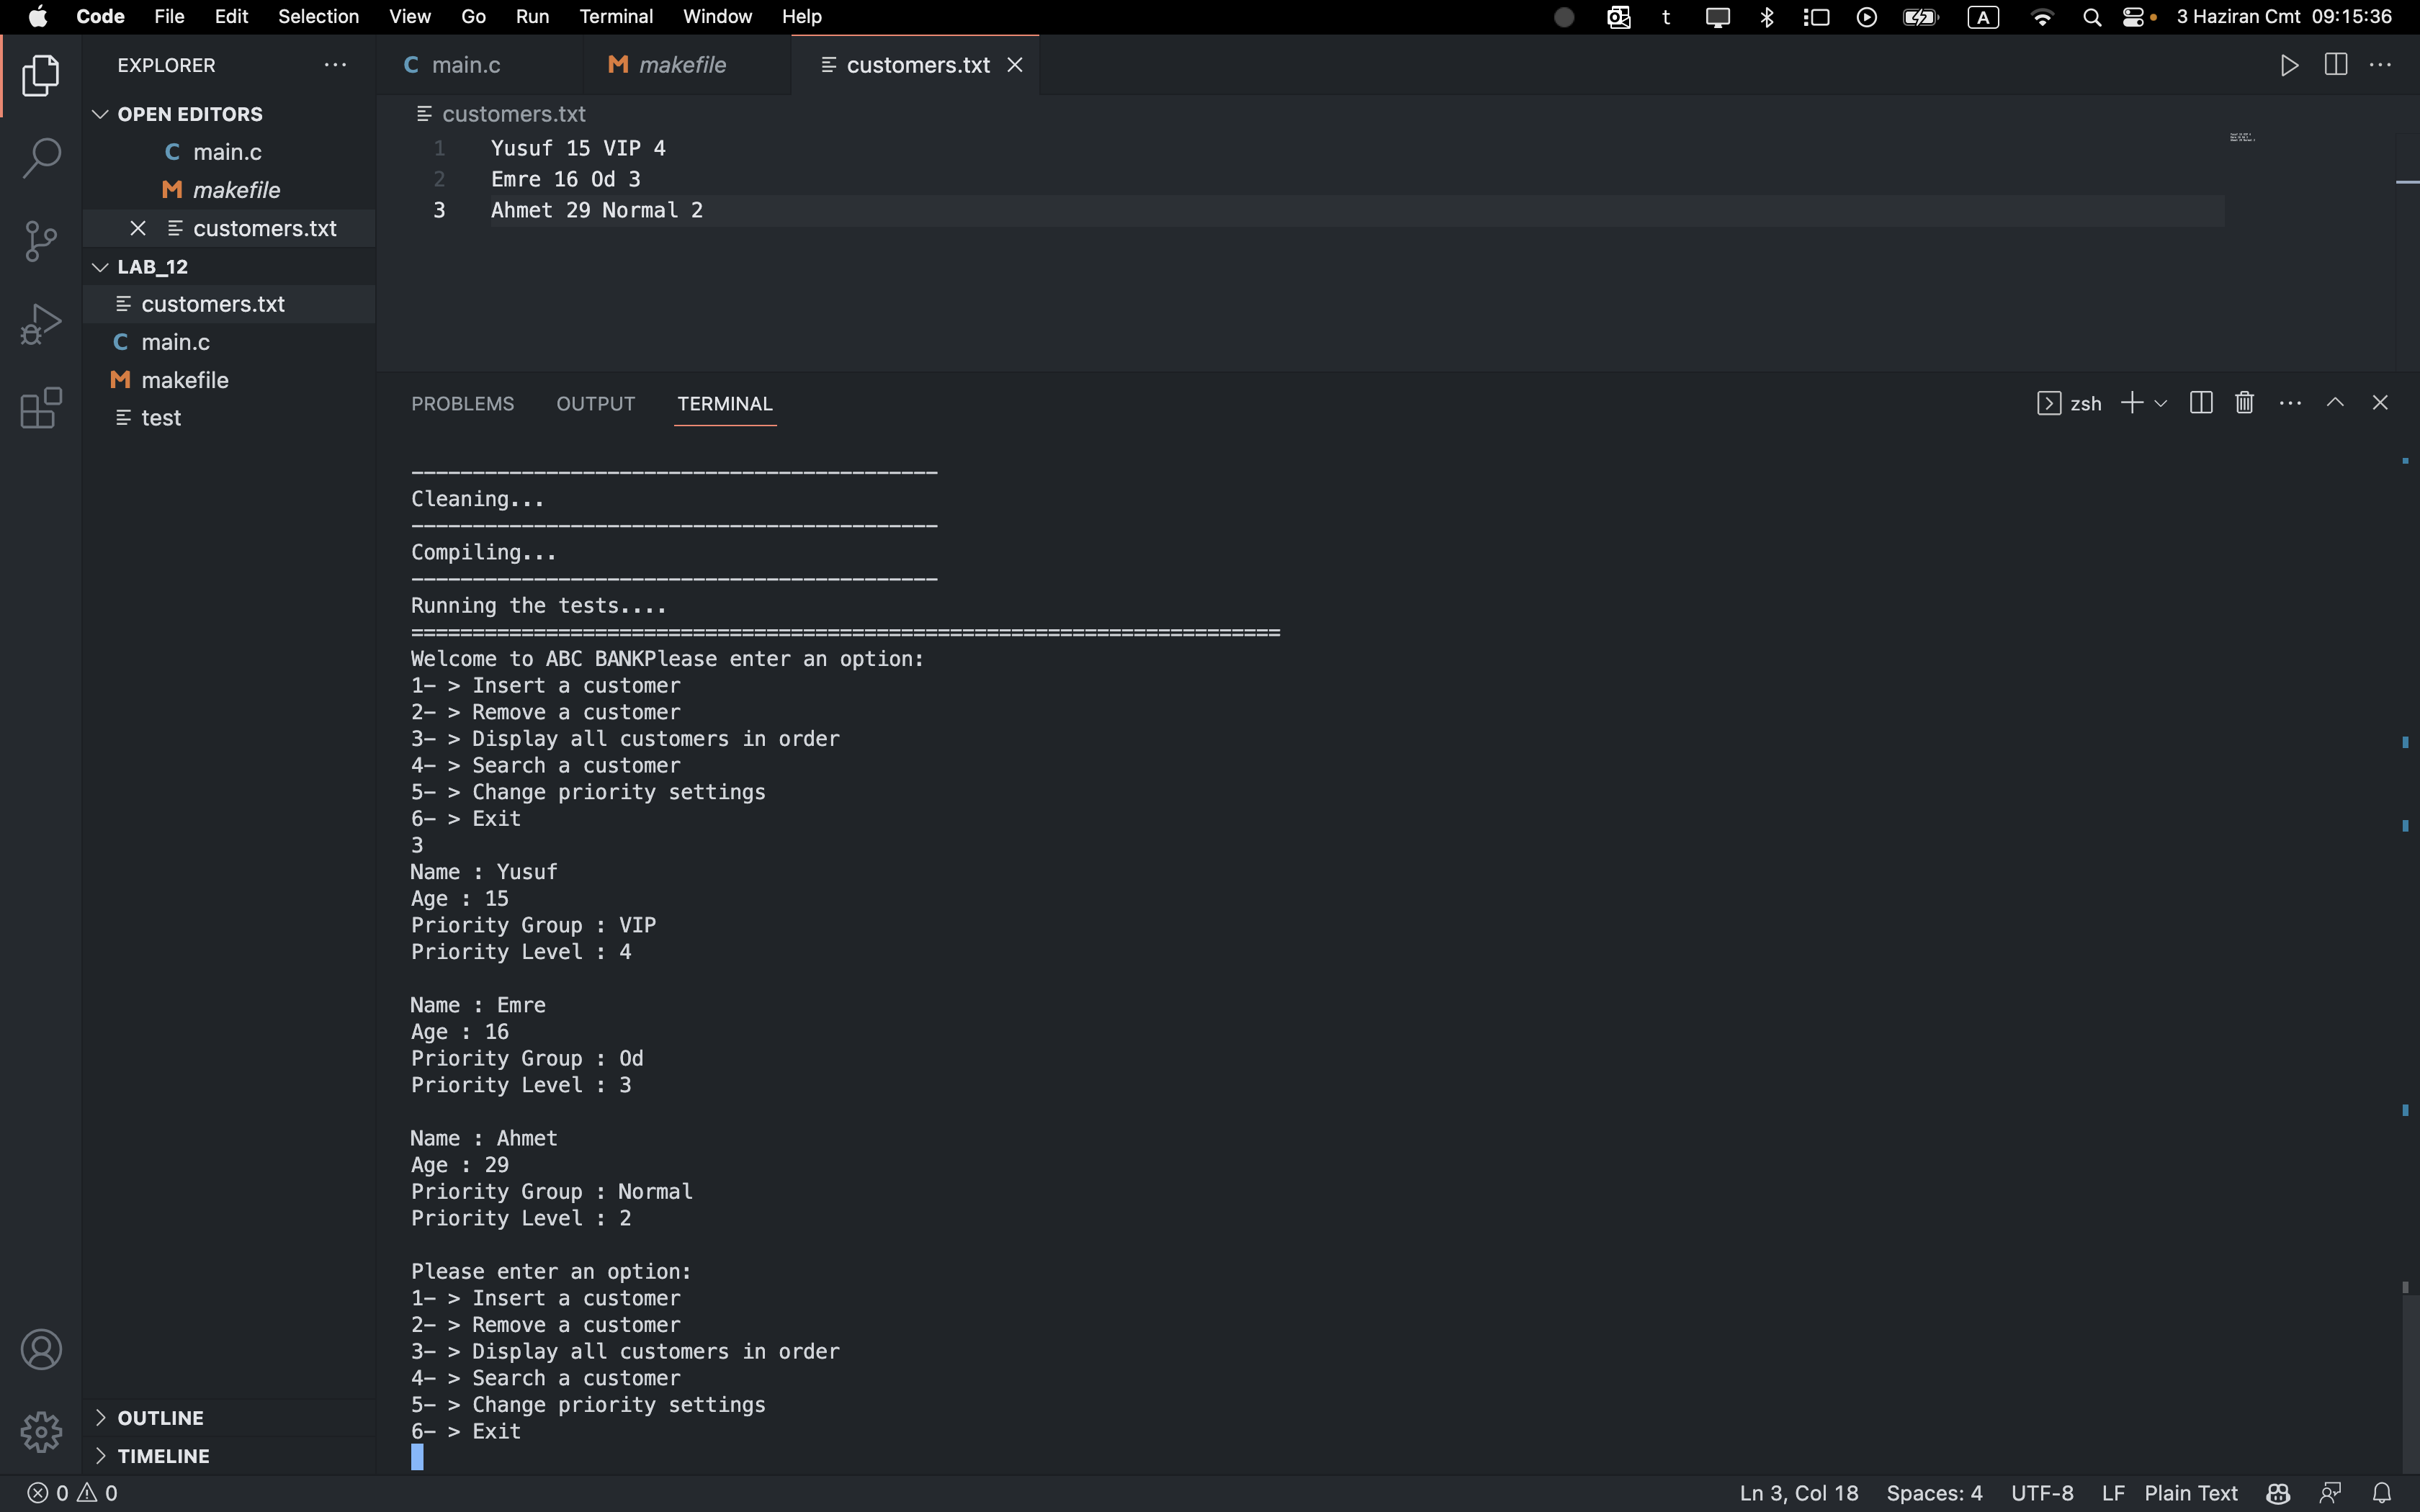 Code File Edit Selection View Go Run Terminal Window Help t A 3 Haziran Cmt 09:15:36
EXPLORER
C main.c M makefile customers.txt
OPEN EDITORS
C main.c
M makefile
customers.txt
LAB_12
customers.txt
C main.c
M makefile
test
OUTLINE
TIMELINE
customers.txt
1 Yusuf 15 VIP 4
2 Emre 16 Od 3
3 Ahmet 29 Normal 2
PROBLEMS OUTPUT TERMINAL zsh
-------------------------------------------
Cleaning...
-------------------------------------------
Compiling...
-------------------------------------------
Running the tests....
=======================================================================
Welcome to ABC BANKPlease enter an option:
1- > Insert a customer
2- > Remove a customer
3- > Display all customers in order
4- > Search a customer
5- > Change priority settings
6- > Exit
3
Name : Yusuf
Age : 15
Priority Group : VIP
Priority Level : 4
Name : Emre
Age : 16
Priority Group : Od
Priority Level : 3
Name : Ahmet
Age : 29
Priority Group : Normal
Priority Level : 2
Please enter an option:
1- > Insert a customer
2- > Remove a customer
3- > Display all customers in order
4- > Search a customer
5- > Change priority settings
6- > Exit
0 0 Ln 3, Col 18 Spaces: 4 UTF-8 LF Plain Text